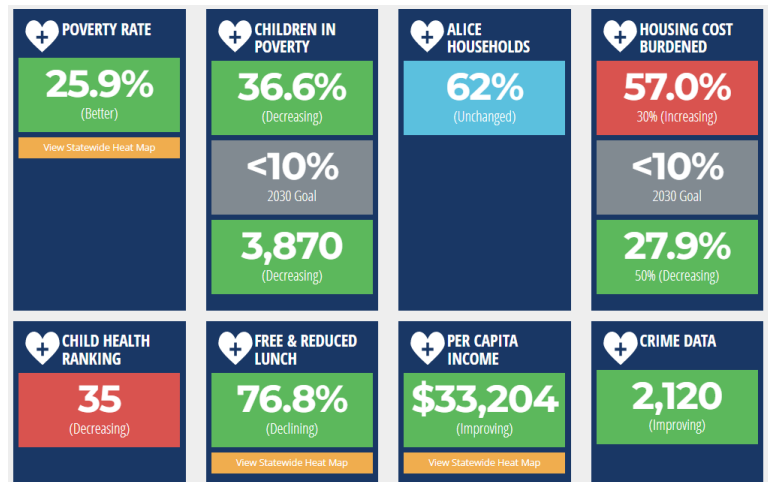 POVERTY RATE
25.9%
(Better)
View Statewide Heat Map
CHILDREN IN
POVERTY
36.6%
(Decreasing)
<10%
2030 Goal
3,870
(Decreasing)
ALICE
HOUSEHOLDS
62%
(Unchanged)
HOUSING COST
BURDENED
57.0%
30% (Increasing)
<10%
2030 Goal
27.9%
50% (Decreasing)
CHILD HEALTH
RANKING
35
(Decreasing)
FREE & REDUCED
LUNCH
76.8%
(Declining)
View Statewide Heat Map
PER CAPITA
INCOME
$33,204
(Improving)
View Statewide Heat Map
CRIME DATA
2,120
(Improving)